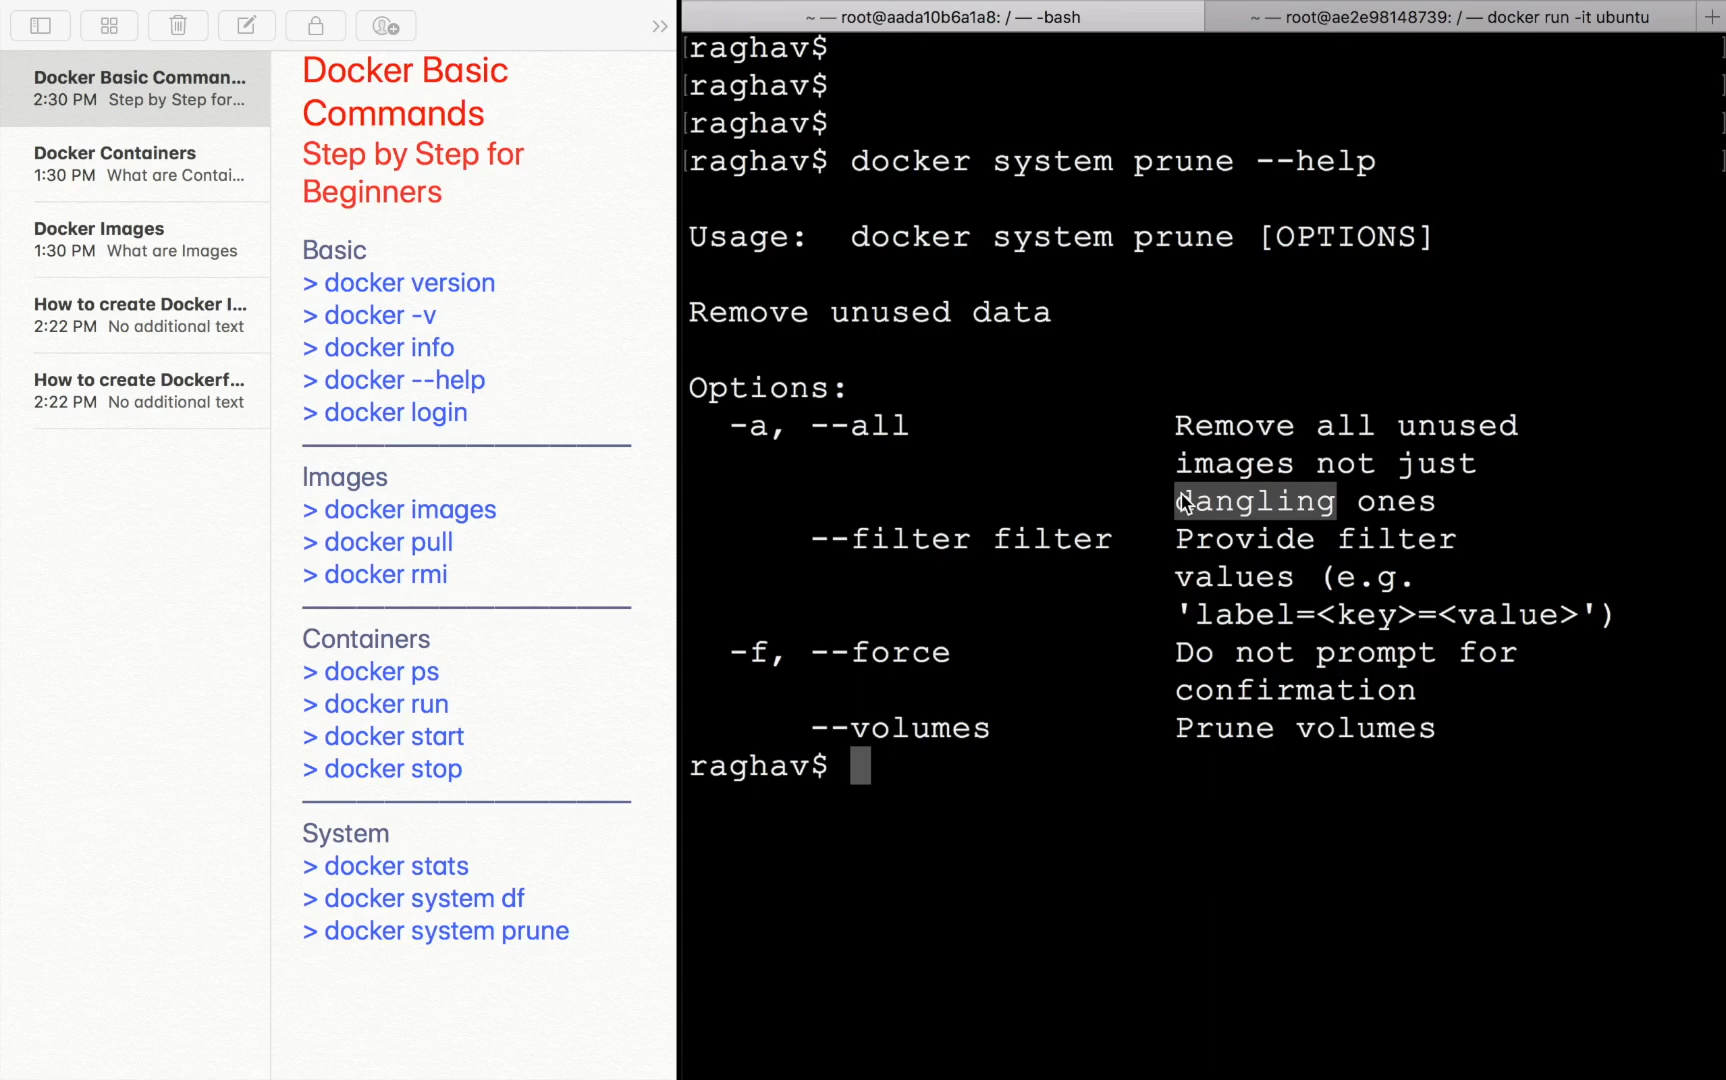 Docker Basic Comman...
2:30 PM Step by Step for...
Docker Containers
1:30 PM What are Contai...
Docker Images
1:30 PM What are Images
How to create Docker I...
2:22 PM No additional text
How to create Dockerf...
2:22 PM No additional text
Docker Basic
Commands
Step by Step for
Beginners
Basic
> docker version
> docker -v
> docker info
> docker --help
> docker login
Images
> docker images
> docker pull
> docker rmi
Containers
> docker ps
> docker run
> docker start
> docker stop
System
> docker stats
> docker system df
> docker system prune
~ — root@aada10b6a1a8: / — -bash
~ — root@ae2e98148739: / — docker run -it ubuntu
[raghav$ ]
[raghav$ ]
[raghav$
[raghav$ docker system prune --help ]
Usage: docker system prune [OPTIONS]
Remove unused data
Options:
-a, --all Remove all unused
images not just
dangling ones
--filter filter Provide filter
values (e.g.
'label=<key>=<value>')
-f, --force Do not prompt for
confirmation
--volumes Prune volumes
raghav$